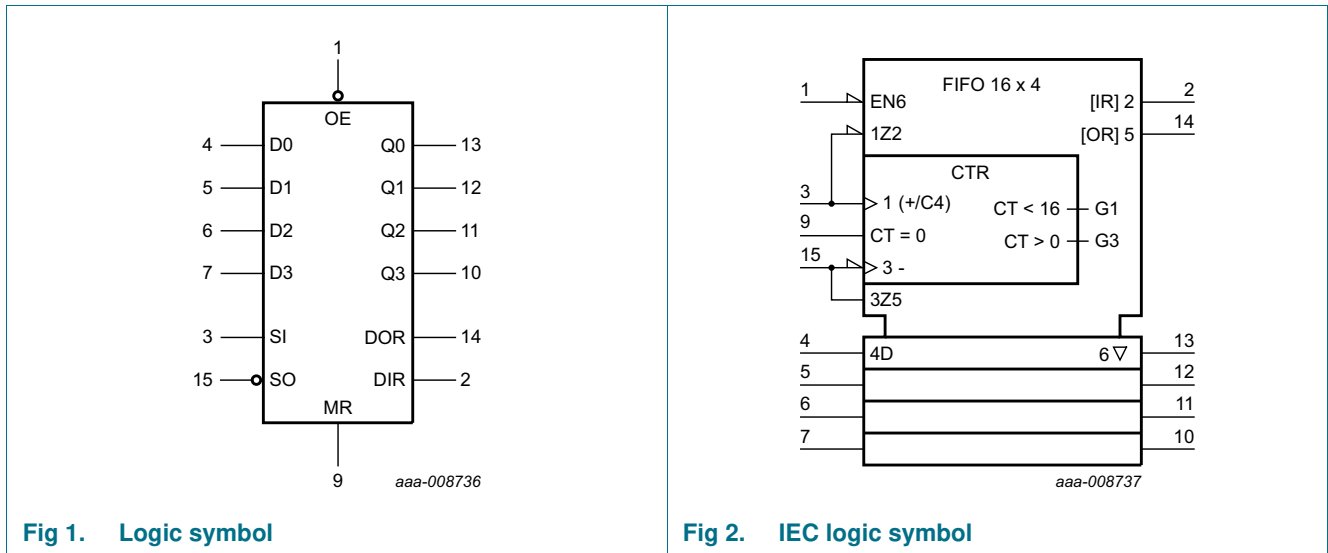 1
OE
4 D0 Q0 13
5 D1 Q1 12
6 D2 Q2 11
7 D3 Q3 10
3 SI DOR 14
15 SO DIR 2
MR
9 aaa-008736
Fig 1. Logic symbol
FIFO 16 x 4
1 EN6 [IR] 2 2
1Z2 [OR] 5 14
CTR
3 1 (+/C4) CT < 16 G1
9 CT = 0 CT > 0 G3
15 3 -
3Z5
4 4D 6 ▽ 13
5 12
6 11
7 10
aaa-008737
Fig 2. IEC logic symbol